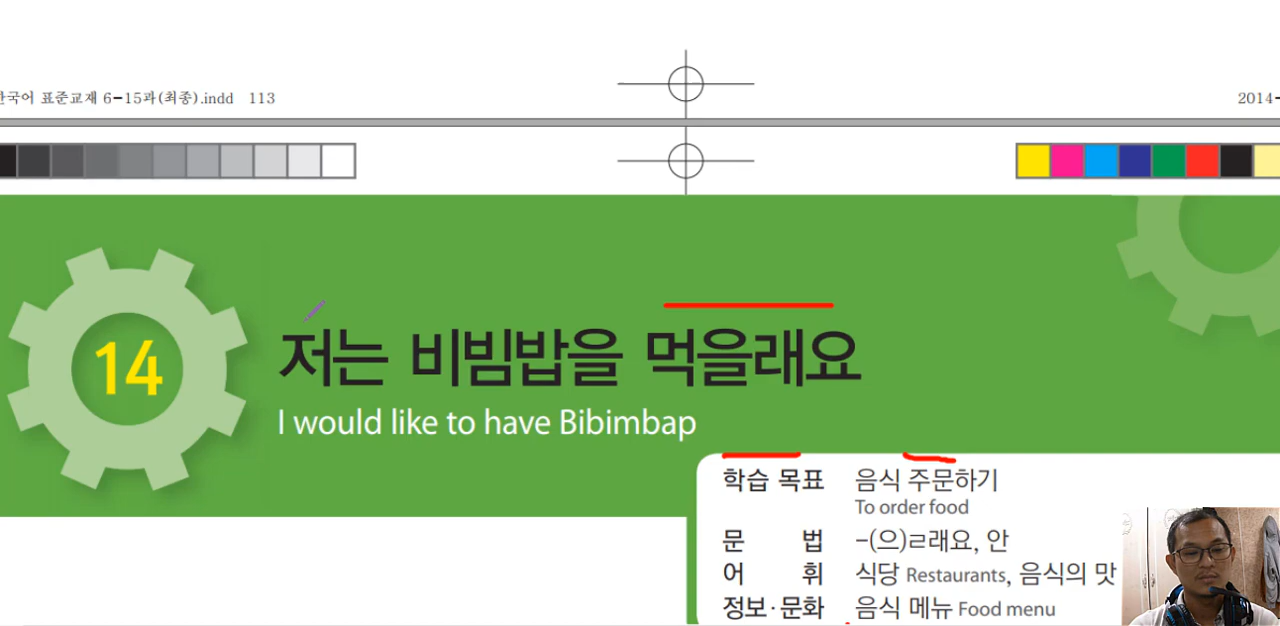 한국어 표준교재 6-15과(최종).indd 113
2014-
14
저는 비빔밥을 먹을래요
I would like to have Bibimbap
학습 목표 음식 주문하기
To order food
문 법 -(으)ㄹ래요, 안
어 휘 식당 Restaurants, 음식의 맛
정보·문화 음식 메뉴 Food menu